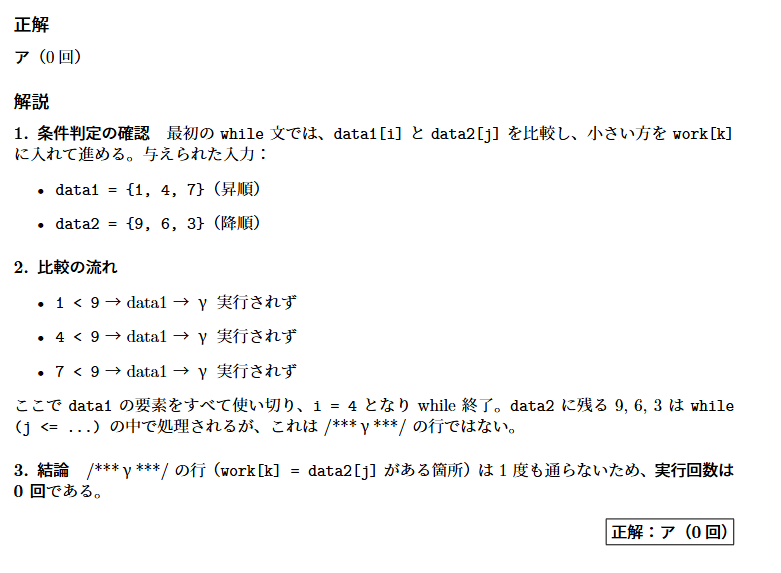 正解
ア（0 回）
解説
1. 条件判定の確認　最初の while 文では、data1[i] と data2[j] を比較し、小さい方を work[k]
に入れて進める。与えられた入力：
• data1 = {1, 4, 7}（昇順）
• data2 = {9, 6, 3}（降順）
2. 比較の流れ
• 1 < 9 → data1 → γ 実行されず
• 4 < 9 → data1 → γ 実行されず
• 7 < 9 → data1 → γ 実行されず
ここで data1 の要素をすべて使い切り、i = 4 となり while 終了。data2 に残る 9, 6, 3 は while
(j <= ...) の中で処理されるが、これは /*** γ ***/ の行ではない。
3. 結論　/*** γ ***/ の行（work[k] = data2[j] がある箇所）は 1 度も通らないため、実行回数は
0 回である。
正解：ア（0 回）